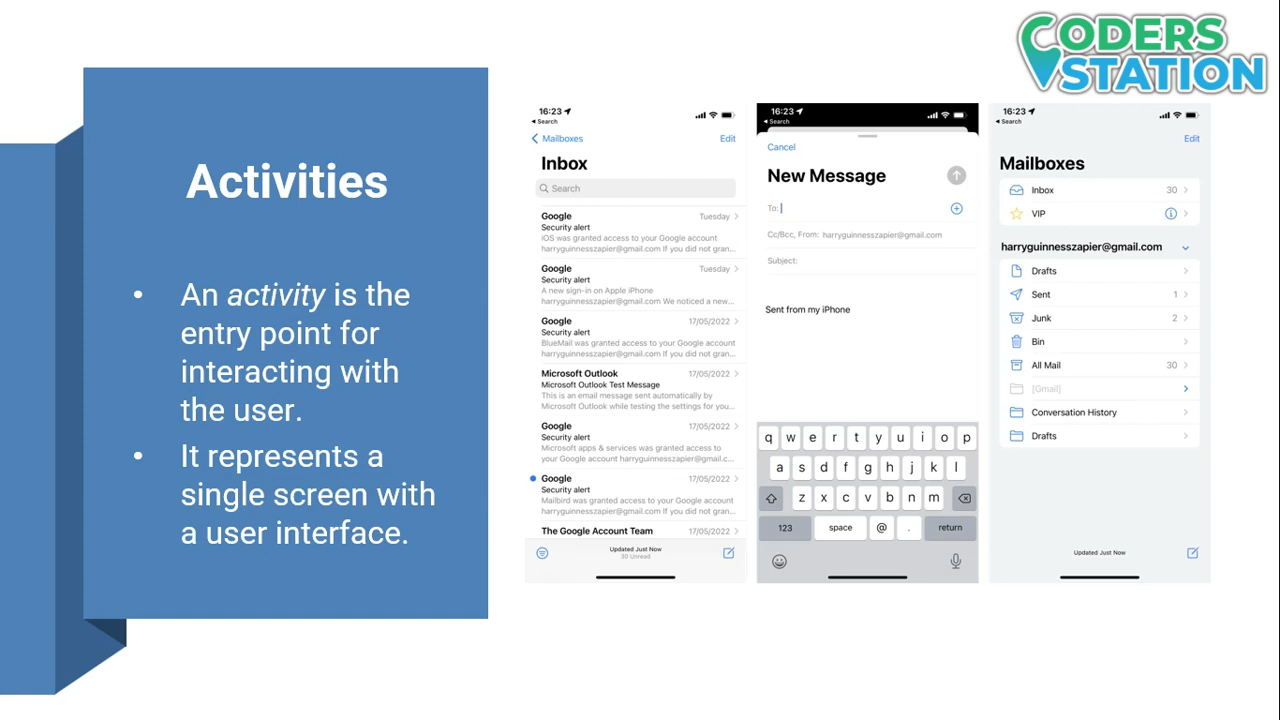 CODERS
STATION
Activities
• An activity is the
entry point for
interacting with
the user.
• It represents a
single screen with
a user interface.
16:23
Search
Mailboxes Edit
Inbox
Search
Google Tuesday
Security alert
iOS was granted access to your Google account
harryguinnesszapier@gmail.com If you did not gran...
Google Tuesday
Security alert
A new sign-in on Apple iPhone
harryguinnesszapier@gmail.com We noticed a new...
Google 17/05/2022
Security alert
BlueMail was granted access to your Google account
harryguinnesszapier@gmail.com If you did not gran...
Microsoft Outlook 17/05/2022
Microsoft Outlook Test Message
This is an email message sent automatically by
Microsoft Outlook while testing the settings for you...
Google 17/05/2022
Security alert
Microsoft apps & services was granted access to
your Google account harryguinnesszapier@gmail.c...
Google 17/05/2022
Security alert
Mailbird was granted access to your Google account
harryguinnesszapier@gmail.com If you did not gran...
The Google Account Team 17/05/2022
Updated Just Now
30 Unread
16:23
Search
Cancel
New Message
To:
Cc/Bcc, From: harryguinnesszapier@gmail.com
Subject:
Sent from my iPhone
q w e r t y u i o p
a s d f g h j k l
z x c v b n m
123 space @ . return
16:23
Search
Edit
Mailboxes
Inbox 30
VIP
harryguinnesszapier@gmail.com
Drafts
Sent 1
Junk 2
Bin
All Mail 30
[Gmail]
Conversation History
Drafts
Updated Just Now